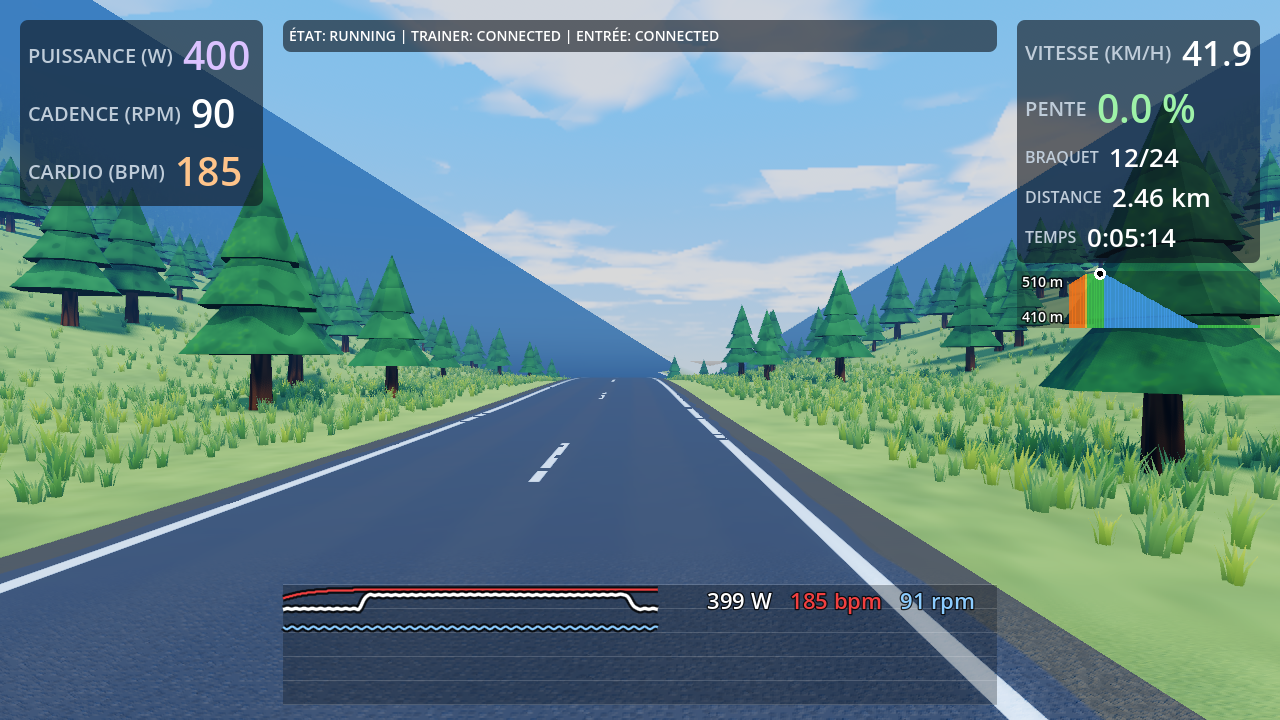 PUISSANCE (W) 400
CADENCE (RPM) 90
CARDIO (BPM) 185
ÉTAT: RUNNING | TRAINER: CONNECTED | ENTRÉE: CONNECTED
VITESSE (KM/H) 41.9
PENTE 0.0 %
BRAQUET 12/24
DISTANCE 2.46 km
TEMPS 0:05:14
510 m
410 m
399 W 185 bpm 91 rpm